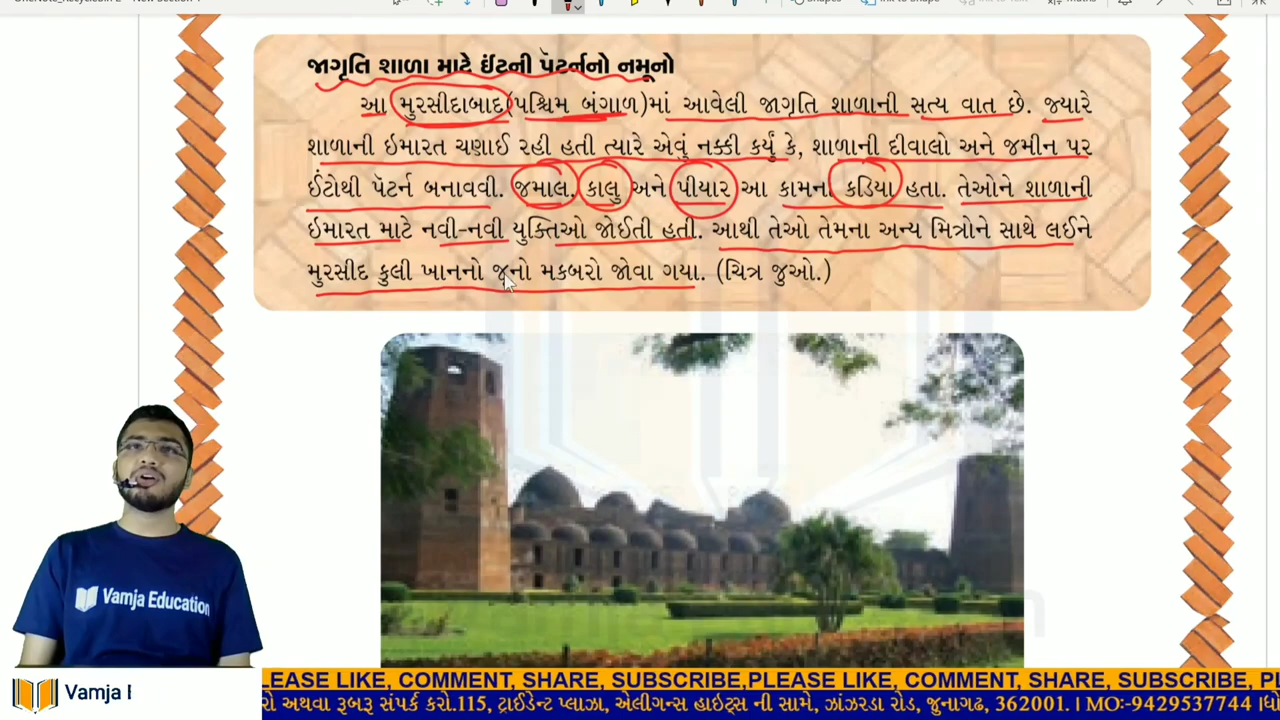 જાગૃતિ શાળા માટે ઈંટની પૅટર્નનો નમૂનો
આ મુરસીદાબાદ(પશ્ચિમ બંગાળ)માં આવેલી જાગૃતિ શાળાની સત્ય વાત છે. જ્યારે
શાળાની ઇમારત ચણાઈ રહી હતી ત્યારે એવું નક્કી કર્યું કે, શાળાની દીવાલો અને જમીન પર
ઈંટોથી પૅટર્ન બનાવવી. જમાલ, કાલુ અને પીયાર આ કામના કડિયા હતા. તેઓને શાળાની
ઇમારત માટે નવી-નવી યુક્તિઓ જોઈતી હતી. આથી તેઓ તેમના અન્ય મિત્રોને સાથે લઈને
મુરસીદ કુલી ખાનનો જૂનો મકબરો જોવા ગયા. (ચિત્ર જુઓ.)
Vamja Education
Vamja
LEASE LIKE, COMMENT, SHARE, SUBSCRIBE,PLEASE LIKE, COMMENT, SHARE, SUBSCRIBE,
રો અથવા રૂબરૂ સંપર્ક કરો.115, ટ્રાઈડેન્ટ પ્લાઝા, એલીગન્સ હાઇટ્સ ની સામે, ઝાંઝરડા રોડ, જુનાગઢ, 362001. | MO:-9429537744